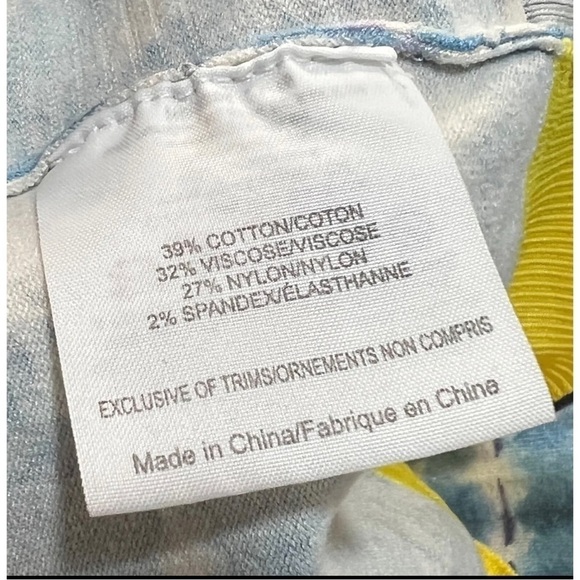 39% COTTON/COTON
32% VISCOSE/VISCOSE
27% NYLON/NYLON
2% SPANDEX/ÉLASTHANNE
EXCLUSIVE OF TRIMS/ORNEMENTS NON COMPRIS
Made in China/Fabrique en Chine